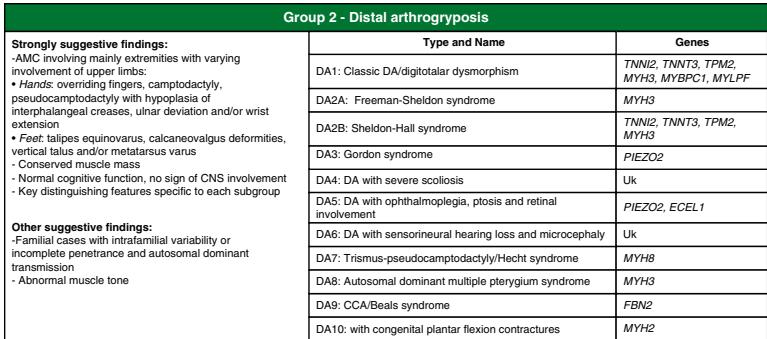 Group 2 - Distal arthrogryposis
Strongly suggestive findings:
-AMC involving mainly extremities with varying
involvement of upper limbs:
• Hands: overriding fingers, camptodactyly,
pseudocamptodactyly with hypoplasia of
interphalangeal creases, ulnar deviation and/or wrist
extension
• Feet: talipes equinovarus, calcaneovalgus deformities,
vertical talus and/or metatarsus varus
- Conserved muscle mass
- Normal cognitive function, no sign of CNS involvement
- Key distinguishing features specific to each subgroup
Other suggestive findings:
-Familial cases with intrafamilial variability or
incomplete penetrance and autosomal dominant
transmission
- Abnormal muscle tone
Type and Name
Genes
DA1: Classic DA/digitotalar dysmorphism
TNNI2, TNNT3, TPM2,
MYH3, MYBPC1, MYLPF
DA2A: Freeman-Sheldon syndrome
MYH3
DA2B: Sheldon-Hall syndrome
TNNI2, TNNT3, TPM2,
MYH3
DA3: Gordon syndrome
PIEZO2
DA4: DA with severe scoliosis
Uk
DA5: DA with ophthalmoplegia, ptosis and retinal
involvement
PIEZO2, ECEL1
DA6: DA with sensorineural hearing loss and microcephaly
Uk
DA7: Trismus-pseudocamptodactyly/Hecht syndrome
MYH8
DA8: Autosomal dominant multiple pterygium syndrome
MYH3
DA9: CCA/Beals syndrome
FBN2
DA10: with congenital plantar flexion contractures
MYH2